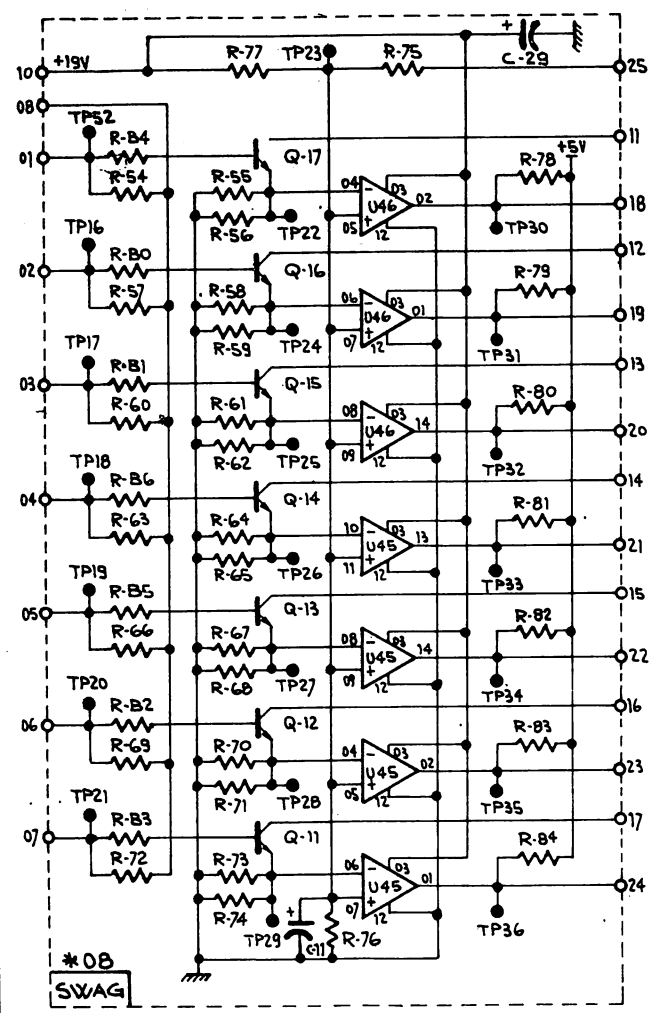 + C-29
10 +19V R-77 TP23 R-75 25
08
TP52
01 R-B4 Q-17 11
R-54 R-55 04 - 03 02 U46 R-78 +5V 18
R-56 TP22 05 + 12 TP30
TP16
02 R-B0 Q-16 12
R-57 R-58 06 - 03 01 U46 R-79 19
R-59 TP24 07 + 12 TP31
TP17
03 R-B1 Q-15 13
R-60 R-61 08 - 03 14 U46 R-80 20
R-62 TP25 09 + 12 TP32
TP18
04 R-B6 Q-14 14
R-63 R-64 10 - 03 13 U45 R-81 21
R-65 TP26 11 + 12 TP33
TP19
05 R-B5 Q-13 15
R-66 R-67 08 - 03 14 U45 R-82 22
R-68 TP27 09 + 12 TP34
TP20
06 R-B2 Q-12 16
R-69 R-70 04 - 03 02 U45 R-83 23
R-71 TP28 05 + 12 TP35
TP21
07 R-B3 Q-11 17
R-72 R-73 06 - 03 01 U45 R-84 24
R-74 07 + 12 TP36
TP29 + C-11 R-76
*08
SWAG